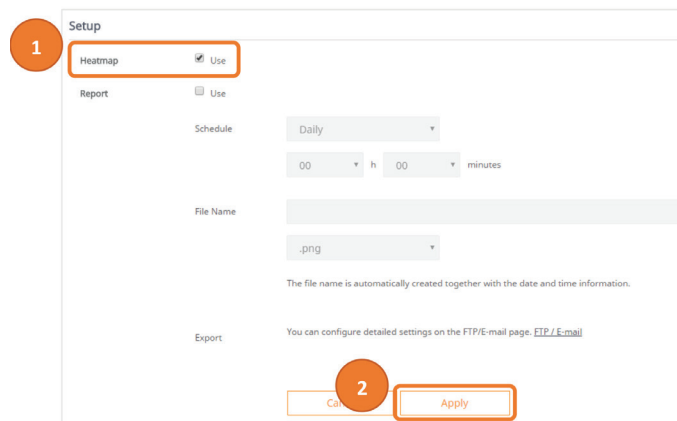 Setup
1
Heatmap Use
Report Use
Schedule Daily
00 h 00 minutes
File Name
.png
The file name is automatically created together with the date and time information.
Export You can configure detailed settings on the FTP/E-mail page. FTP / E-mail
2
Apply